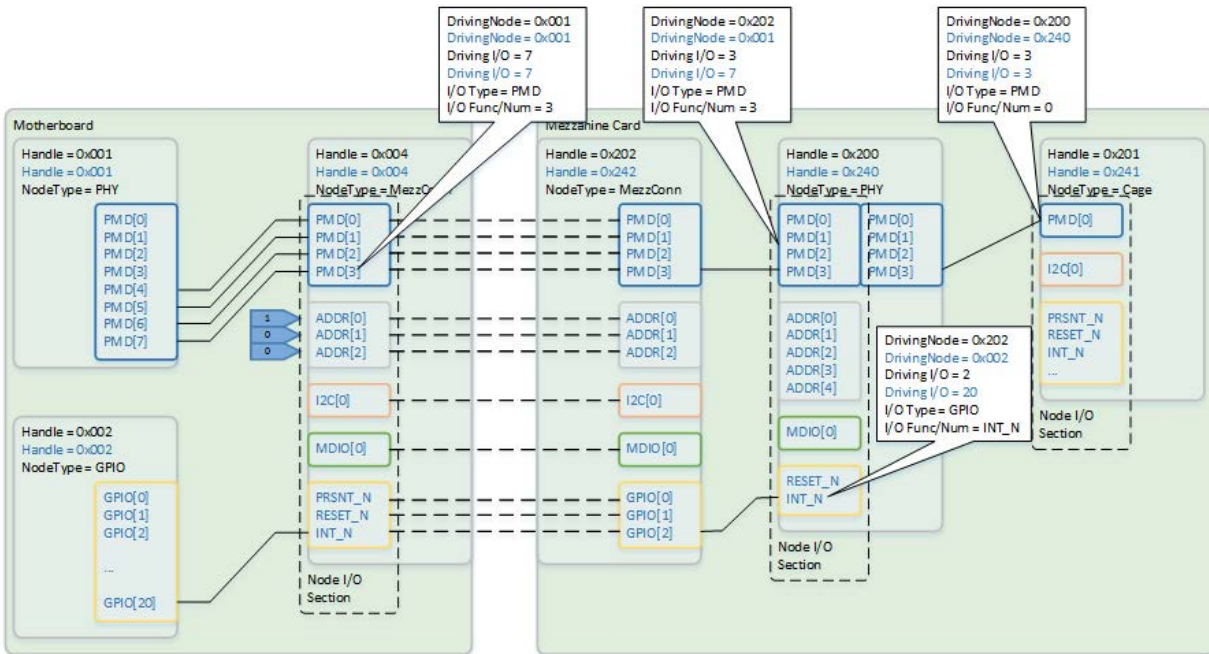 DrivingNode = 0x001
DrivingNode = 0x001
Driving I/O = 7
Driving I/O = 7
I/O Type = PMD
I/O Func/Num = 3
DrivingNode = 0x202
DrivingNode = 0x001
Driving I/O = 3
Driving I/O = 7
I/O Type = PMD
I/O Func/Num = 3
DrivingNode = 0x200
DrivingNode = 0x240
Driving I/O = 3
Driving I/O = 3
I/O Type = PMD
I/O Func/Num = 0
Motherboard
Handle = 0x001
Handle = 0x001
NodeType = PHY
PMD[0]
PMD[1]
PMD[2]
PMD[3]
PMD[4]
PMD[5]
PMD[6]
PMD[7]
Handle = 0x002
Handle = 0x002
NodeType = GPIO
GPIO[0]
GPIO[1]
GPIO[2]
...
GPIO[20]
Handle = 0x004
Handle = 0x004
NodeType = MezzConn
PMD[0]
PMD[1]
PMD[2]
PMD[3]
1
0
0
ADDR[0]
ADDR[1]
ADDR[2]
I2C[0]
MDIO[0]
PRSNT_N
RESET_N
INT_N
Node I/O
Section
Mezzanine Card
Handle = 0x202
Handle = 0x242
NodeType = MezzConn
PMD[0]
PMD[1]
PMD[2]
PMD[3]
ADDR[0]
ADDR[1]
ADDR[2]
I2C[0]
MDIO[0]
GPIO[0]
GPIO[1]
GPIO[2]
Handle = 0x200
Handle = 0x240
NodeType = PHY
PMD[0] PMD[0]
PMD[1] PMD[1]
PMD[2] PMD[2]
PMD[3] PMD[3]
ADDR[0]
ADDR[1]
ADDR[2]
ADDR[3]
ADDR[4]
MDIO[0]
RESET_N
INT_N
Node I/O
Section
DrivingNode = 0x202
DrivingNode = 0x002
Driving I/O = 2
Driving I/O = 20
I/O Type = GPIO
I/O Func/Num = INT_N
Handle = 0x201
Handle = 0x241
NodeType = Cage
PMD[0]
I2C[0]
PRSNT_N
RESET_N
INT_N
...
Node I/O
Section